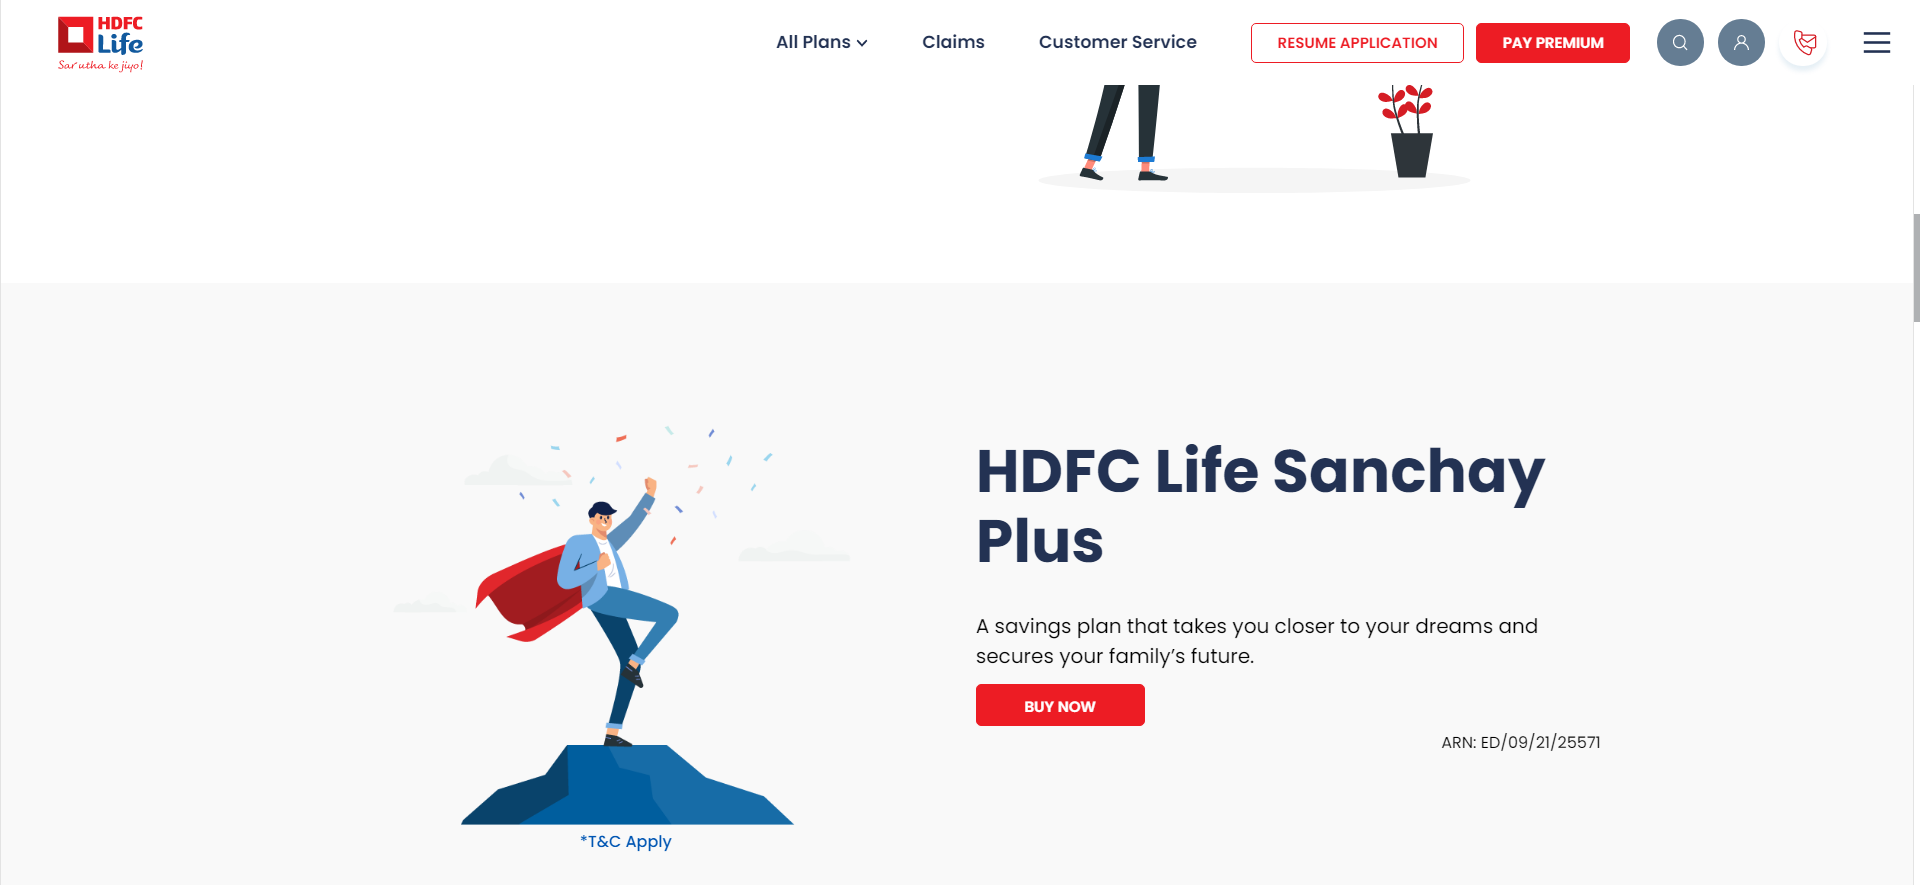 HDFC
Life
Sar utha ke jiyo!
All Plans
Claims
Customer Service
RESUME APPLICATION
PAY PREMIUM
HDFC Life Sanchay
Plus
A savings plan that takes you closer to your dreams and
secures your family’s future.
BUY NOW
ARN: ED/09/21/25571
*T&C Apply